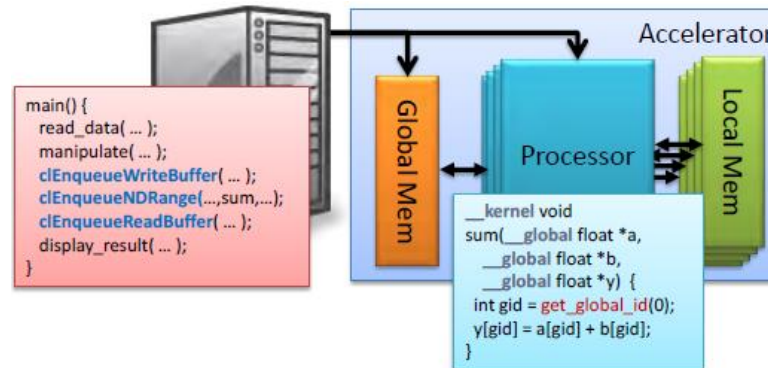 Accelerator
main() {
read_data( … );
manipulate( … );
clEnqueueWriteBuffer( … );
clEnqueueNDRange(…,sum,…);
clEnqueueReadBuffer( … );
display_result( … );
}
Global Mem
Processor
Local Mem
__kernel void
sum(__global float *a,
__global float *b,
__global float *y) {
int gid = get_global_id(0);
y[gid] = a[gid] + b[gid];
}